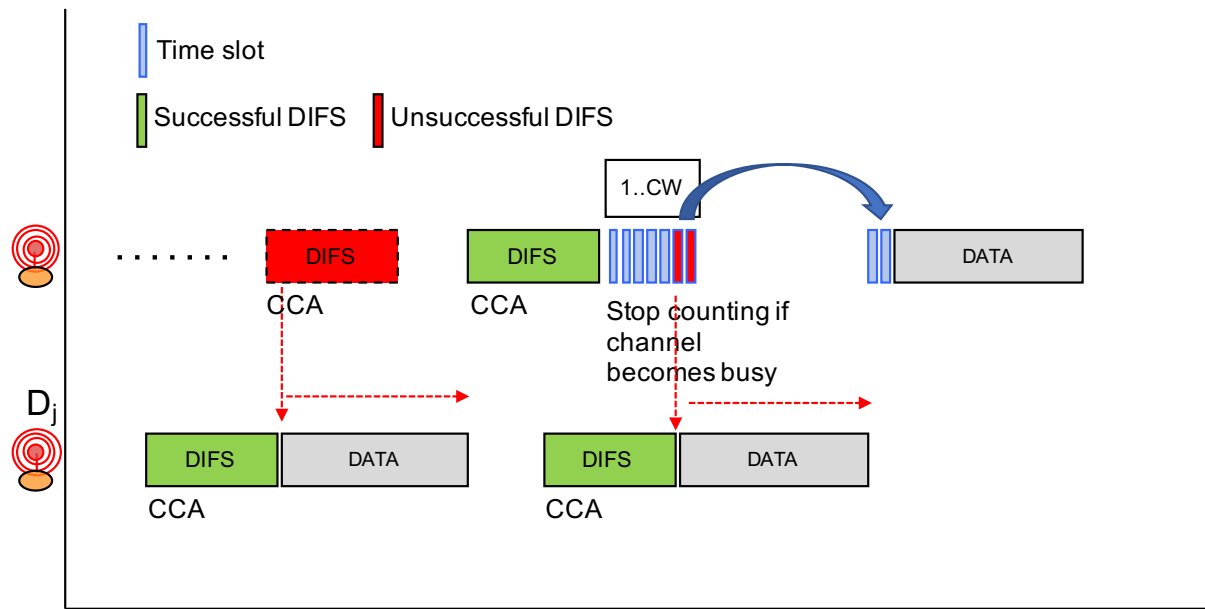 Time slot
Successful DIFS
Unsuccessful DIFS
1..CW
DIFS
DIFS
DATA
CCA
CCA
Stop counting if
channel
becomes busy
Dj
DIFS
DATA
DIFS
DATA
CCA
CCA